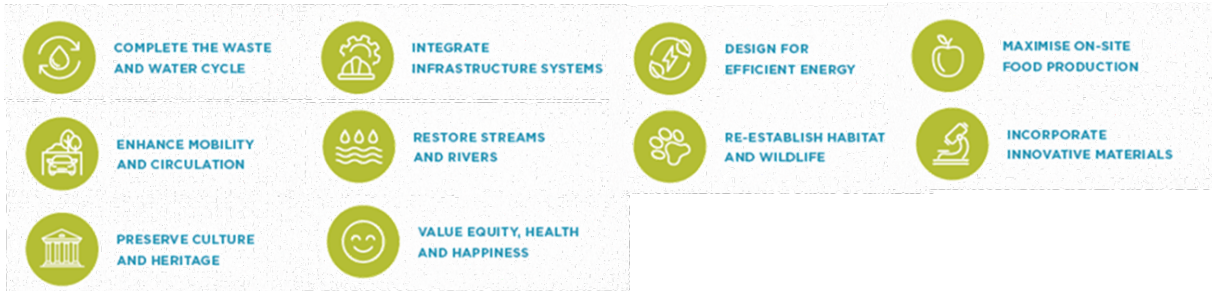 COMPLETE THE WASTE
AND WATER CYCLE
INTEGRATE
INFRASTRUCTURE SYSTEMS
DESIGN FOR
EFFICIENT ENERGY
MAXIMISE ON-SITE
FOOD PRODUCTION
ENHANCE MOBILITY
AND CIRCULATION
RESTORE STREAMS
AND RIVERS
RE-ESTABLISH HABITAT
AND WILDLIFE
INCORPORATE
INNOVATIVE MATERIALS
PRESERVE CULTURE
AND HERITAGE
VALUE EQUITY, HEALTH
AND HAPPINESS